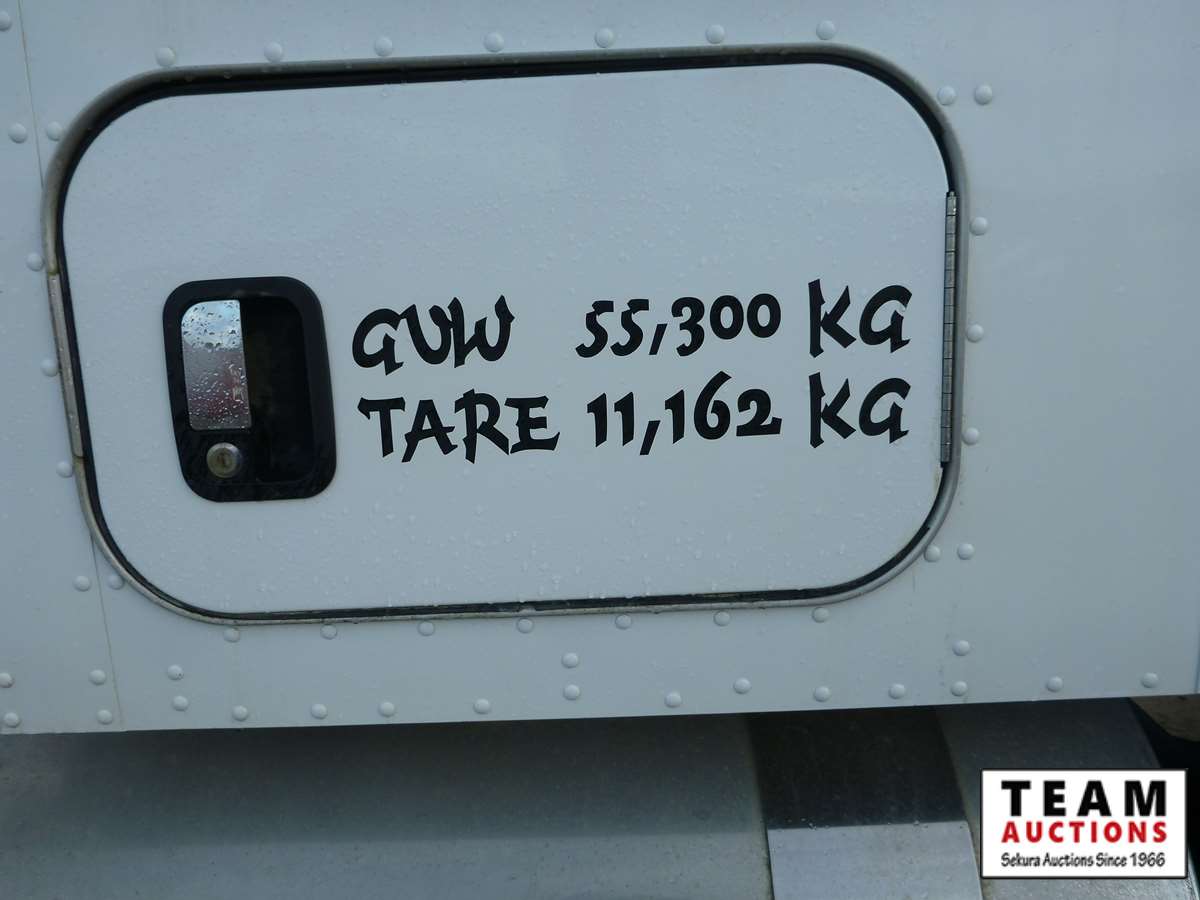 GVW 55,300 KG
TARE 11,162 KG
TEAM
AUCTIONS
Sekura Auctions Since 1966